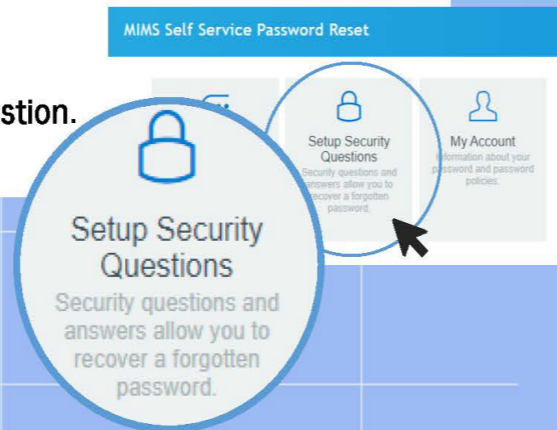 MIMS Self Service Password Reset
stion.
Setup Security
Questions
Security questions and
answers allow you to
recover a forgotten
password.
My Account
Information about your
password and password
policies.
Setup Security
Questions
Security questions and
answers allow you to
recover a forgotten
password.